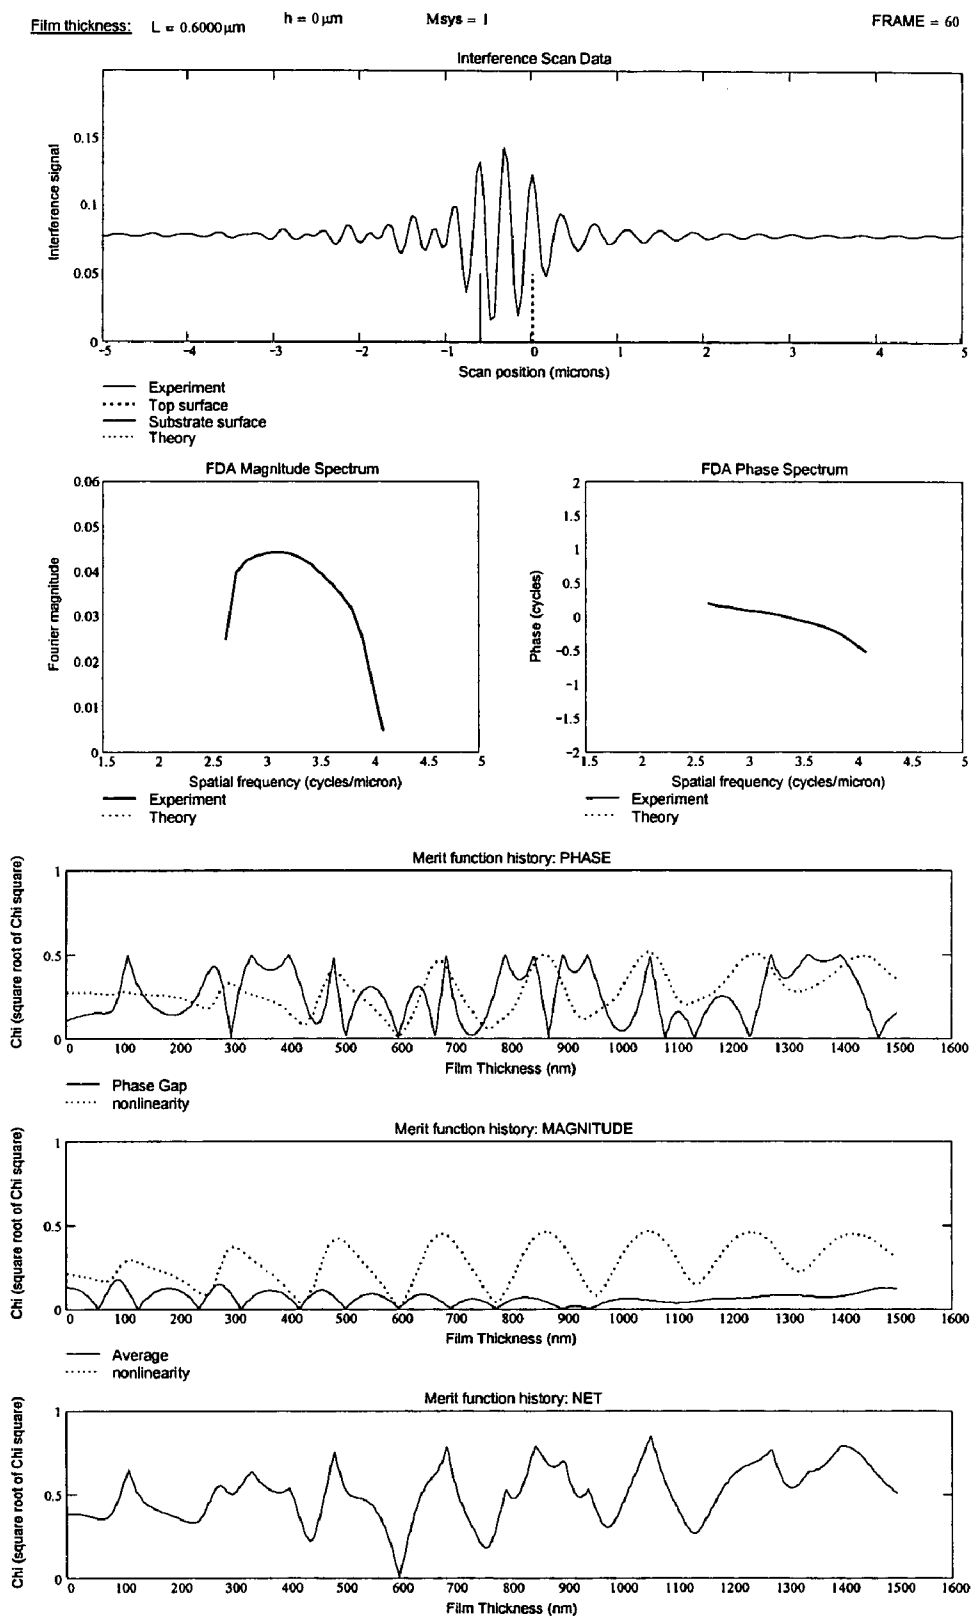 Film thickness: L = 0.6000 µm h = 0 µm Msys = 1 FRAME = 60
Interference Scan Data
Interference signal
0.15
0.1
0.05
0
-5 -4 -3 -2 -1 0 1 2 3 4 5
Scan position (microns)
Experiment
Top surface
Substrate surface
Theory
FDA Magnitude Spectrum
Fourier magnitude
0.06
0.05
0.04
0.03
0.02
0.01
0
1.5 2 2.5 3 3.5 4 4.5 5
Spatial frequency (cycles/micron)
Experiment
Theory
FDA Phase Spectrum
Phase (cycles)
2
1.5
1
0.5
0
-0.5
-1
-1.5
-2
1.5 2 2.5 3 3.5 4 4.5 5
Spatial frequency (cycles/micron)
Experiment
Theory
Merit function history: PHASE
Chi (square root of Chi square)
1
0.5
0
0 100 200 300 400 500 600 700 800 900 1000 1100 1200 1300 1400 1500 1600
Film Thickness (nm)
Phase Gap
nonlinearity
Merit function history: MAGNITUDE
Chi (square root of Chi square)
1
0.5
0
0 100 200 300 400 500 600 700 800 900 1000 1100 1200 1300 1400 1500 1600
Film Thickness (nm)
Average
nonlinearity
Merit function history: NET
Chi (square root of Chi square)
1
0.5
0
0 100 200 300 400 500 600 700 800 900 1000 1100 1200 1300 1400 1500 1600
Film Thickness (nm)